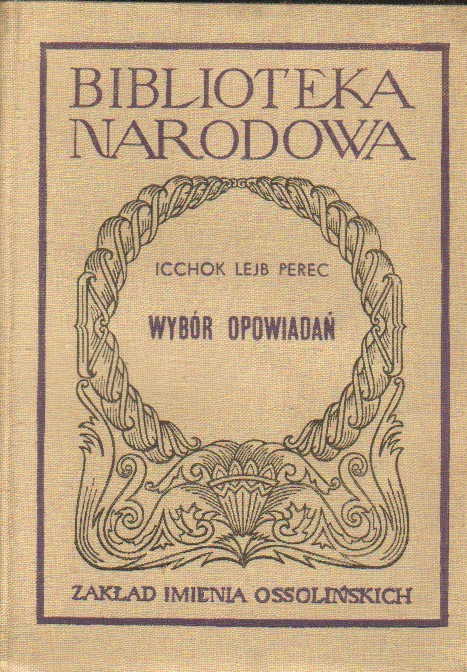 BIBLIOTEKA
NARODOWA
ICCHOK LEJB PEREC
WYBÓR OPOWIADAŃ
ZAKŁAD IMIENIA OSSOLIŃSKICH